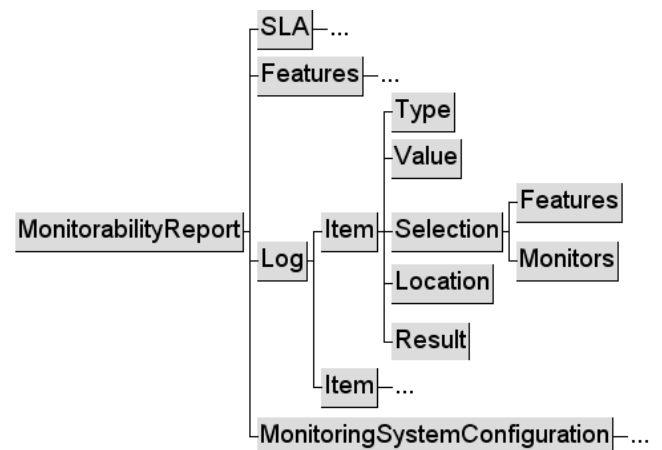 SLA ...
Features ...
Type
Value
Features
MonitorabilityReport Item Selection
Log Monitors
Location
Result
Item ...
MonitoringSystemConfiguration ...